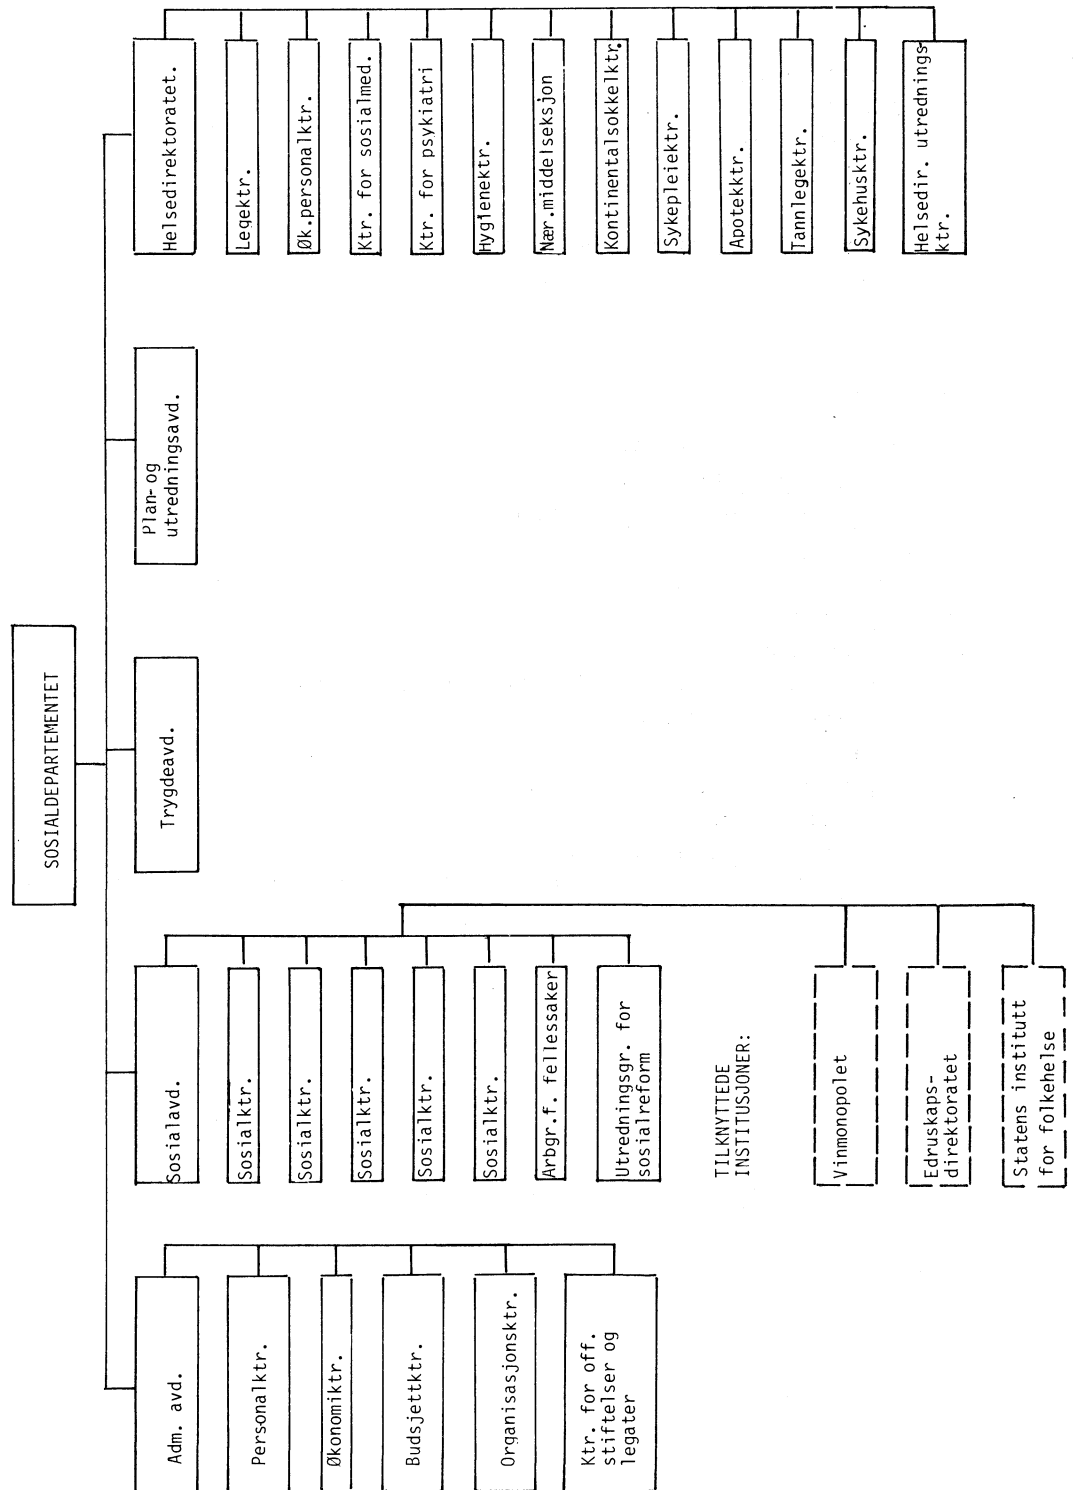 SOSIALDEPARTEMENTET
Adm. avd.
Personalktr.
Økonomiktr.
Budsjettktr.
Organisasjonsktr.
Ktr. for off.
stiftelser og
legater
Sosialavd.
Sosialktr.
Sosialktr.
Sosialktr.
Sosialktr.
Sosialktr.
Arbgr.f. fellessaker
Utredningsgr. for
sosialreform
TILKNYTTEDE
INSTITUSJONER:
Vinmonopolet
Edruskaps-
direktoratet
Statens institutt
for folkehelse
Trygdeavd.
Plan- og
utredningsavd.
Helsedirektoratet.
Legektr.
Øk.personalktr.
Ktr. for sosialmed.
Ktr. for psykiatri
Hygienektr.
Nær.middelseksjon
Kontinentalsokkelktr.
Sykepleiektr.
Apotekktr.
Tannlegektr.
Sykehusktr.
Helsedir. utrednings-
ktr.